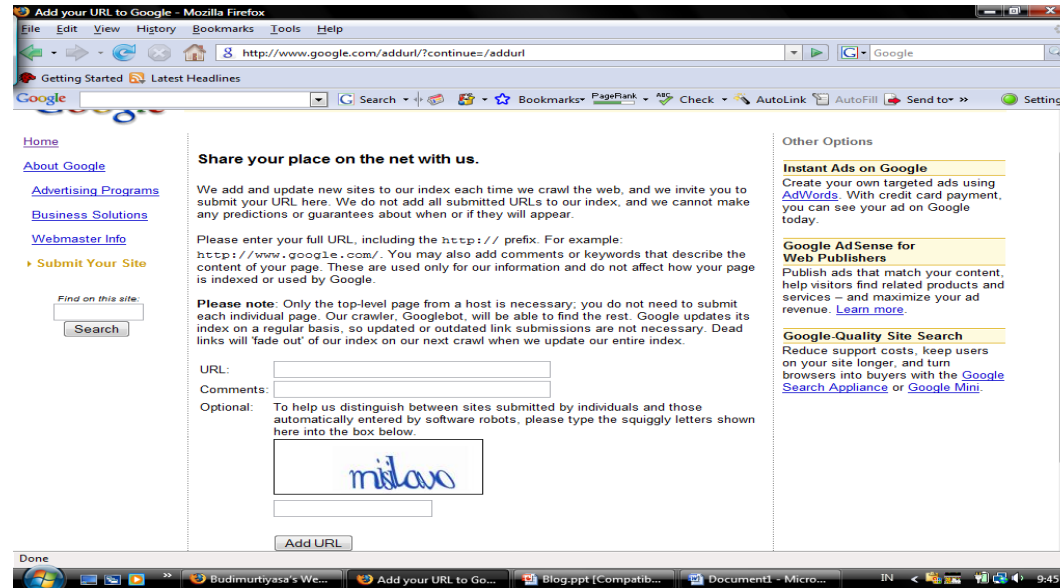 Add your URL to Google - Mozilla Firefox
File Edit View History Bookmarks Tools Help
http://www.google.com/addurl/?continue=/addurl
Google
Getting Started Latest Headlines
Google Search Bookmarks PageRank Check AutoLink AutoFill Send to Setting
Home
About Google
Advertising Programs
Business Solutions
Webmaster Info
Submit Your Site
Find on this site:
Search
Share your place on the net with us.
We add and update new sites to our index each time we crawl the web, and we invite you to
submit your URL here. We do not add all submitted URLs to our index, and we cannot make
any predictions or guarantees about when or if they will appear.
Please enter your full URL, including the http:// prefix. For example:
http://www.google.com/. You may also add comments or keywords that describe the
content of your page. These are used only for our information and do not affect how your page
is indexed or used by Google.
Please note: Only the top-level page from a host is necessary; you do not need to submit
each individual page. Our crawler, Googlebot, will be able to find the rest. Google updates its
index on a regular basis, so updated or outdated link submissions are not necessary. Dead
links will 'fade out' of our index on our next crawl when we update our entire index.
URL:
Comments:
Optional: To help us distinguish between sites submitted by individuals and those
automatically entered by software robots, please type the squiggly letters shown
here into the box below.
Add URL
Other Options
Instant Ads on Google
Create your own targeted ads using
AdWords. With credit card payment,
you can see your ad on Google
today.
Google AdSense for
Web Publishers
Publish ads that match your content,
help visitors find related products and
services – and maximize your ad
revenue. Learn more.
Google-Quality Site Search
Reduce support costs, keep users
on your site longer, and turn
browsers into buyers with the Google
Search Appliance or Google Mini.
Done
Budimurtiyasa's We... Add your URL to Go... Blog.ppt [Compatib... Document1 - Micro... IN 9:45